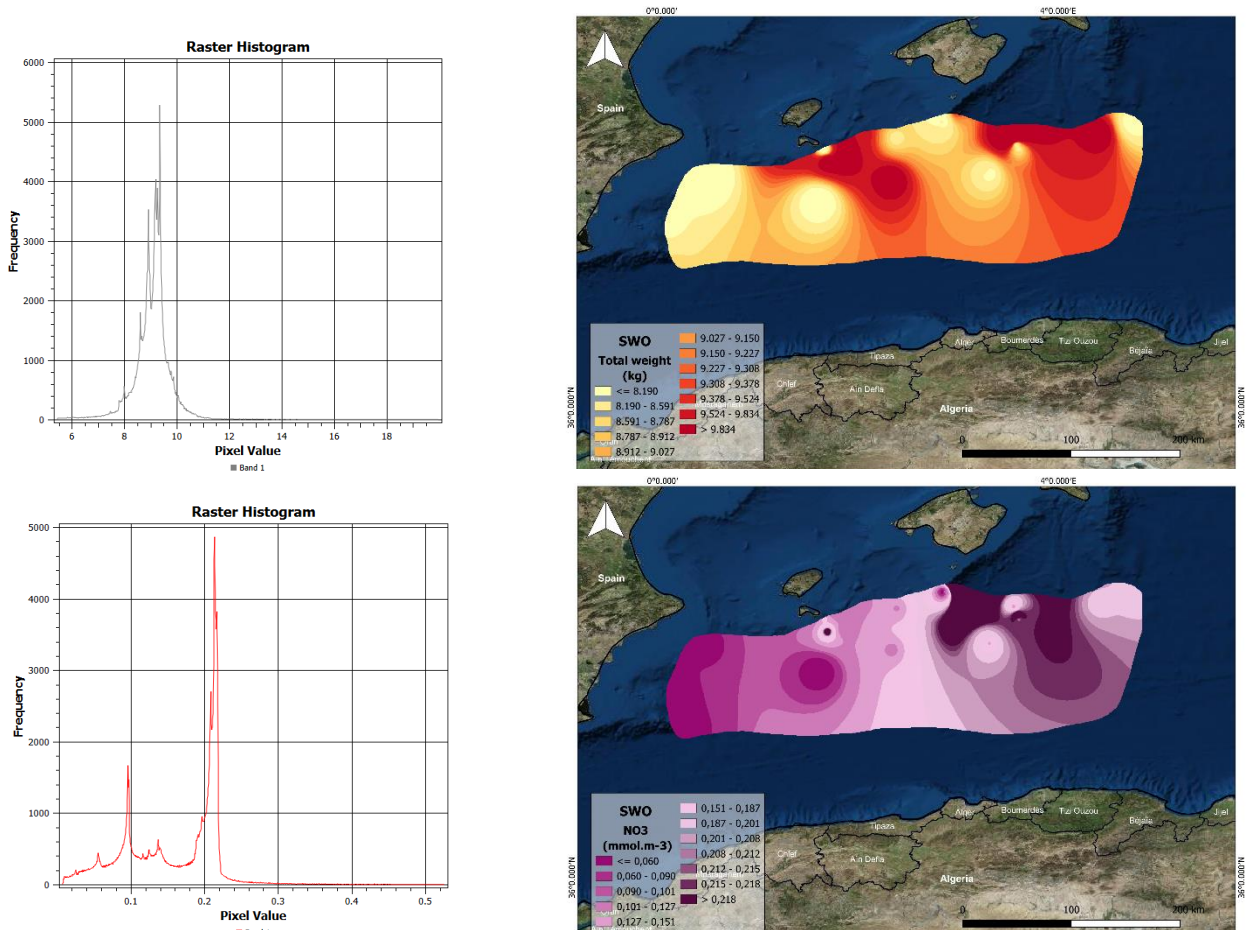 Raster Histogram
6000
5000
4000
3000
2000
1000
0
Frequency
6 8 10 12 14 16 18
Pixel Value
Band 1
0°0.000' 4°0.000'E
Spain
SWO
Total weight
(kg)
<= 8.190
8.190 - 8.591
8.591 - 8.787
8.787 - 8.912
8.912 - 9.027
9.027 - 9.150
9.150 - 9.227
9.227 - 9.308
9.308 - 9.378
9.378 - 9.524
9.524 - 9.834
> 9.834
Tipaza
Alger
Boumerdes
Tizi Ouzou
Bejaia
Jijel
Chlef
Ain Defla
Algeria
36°0.000'N
36°0.000'N
0 100 200 km
Raster Histogram
5000
4000
3000
2000
1000
0
Frequency
0.1 0.2 0.3 0.4 0.5
Pixel Value
0°0.000' 4°0.000'E
Spain
SWO
NO3
(mmol.m-3)
<= 0,060
0,060 - 0,090
0,090 - 0,101
0,101 - 0,127
0,127 - 0,151
0,151 - 0,187
0,187 - 0,201
0,201 - 0,208
0,208 - 0,212
0,212 - 0,215
0,215 - 0,218
> 0,218
Tipaza
Alger
Boumerdes
Tizi Ouzou
Bejaia
Jijel
Chlef
Ain Defla
Algeria
36°0.000'N
36°0.000'N
0 100 200 km